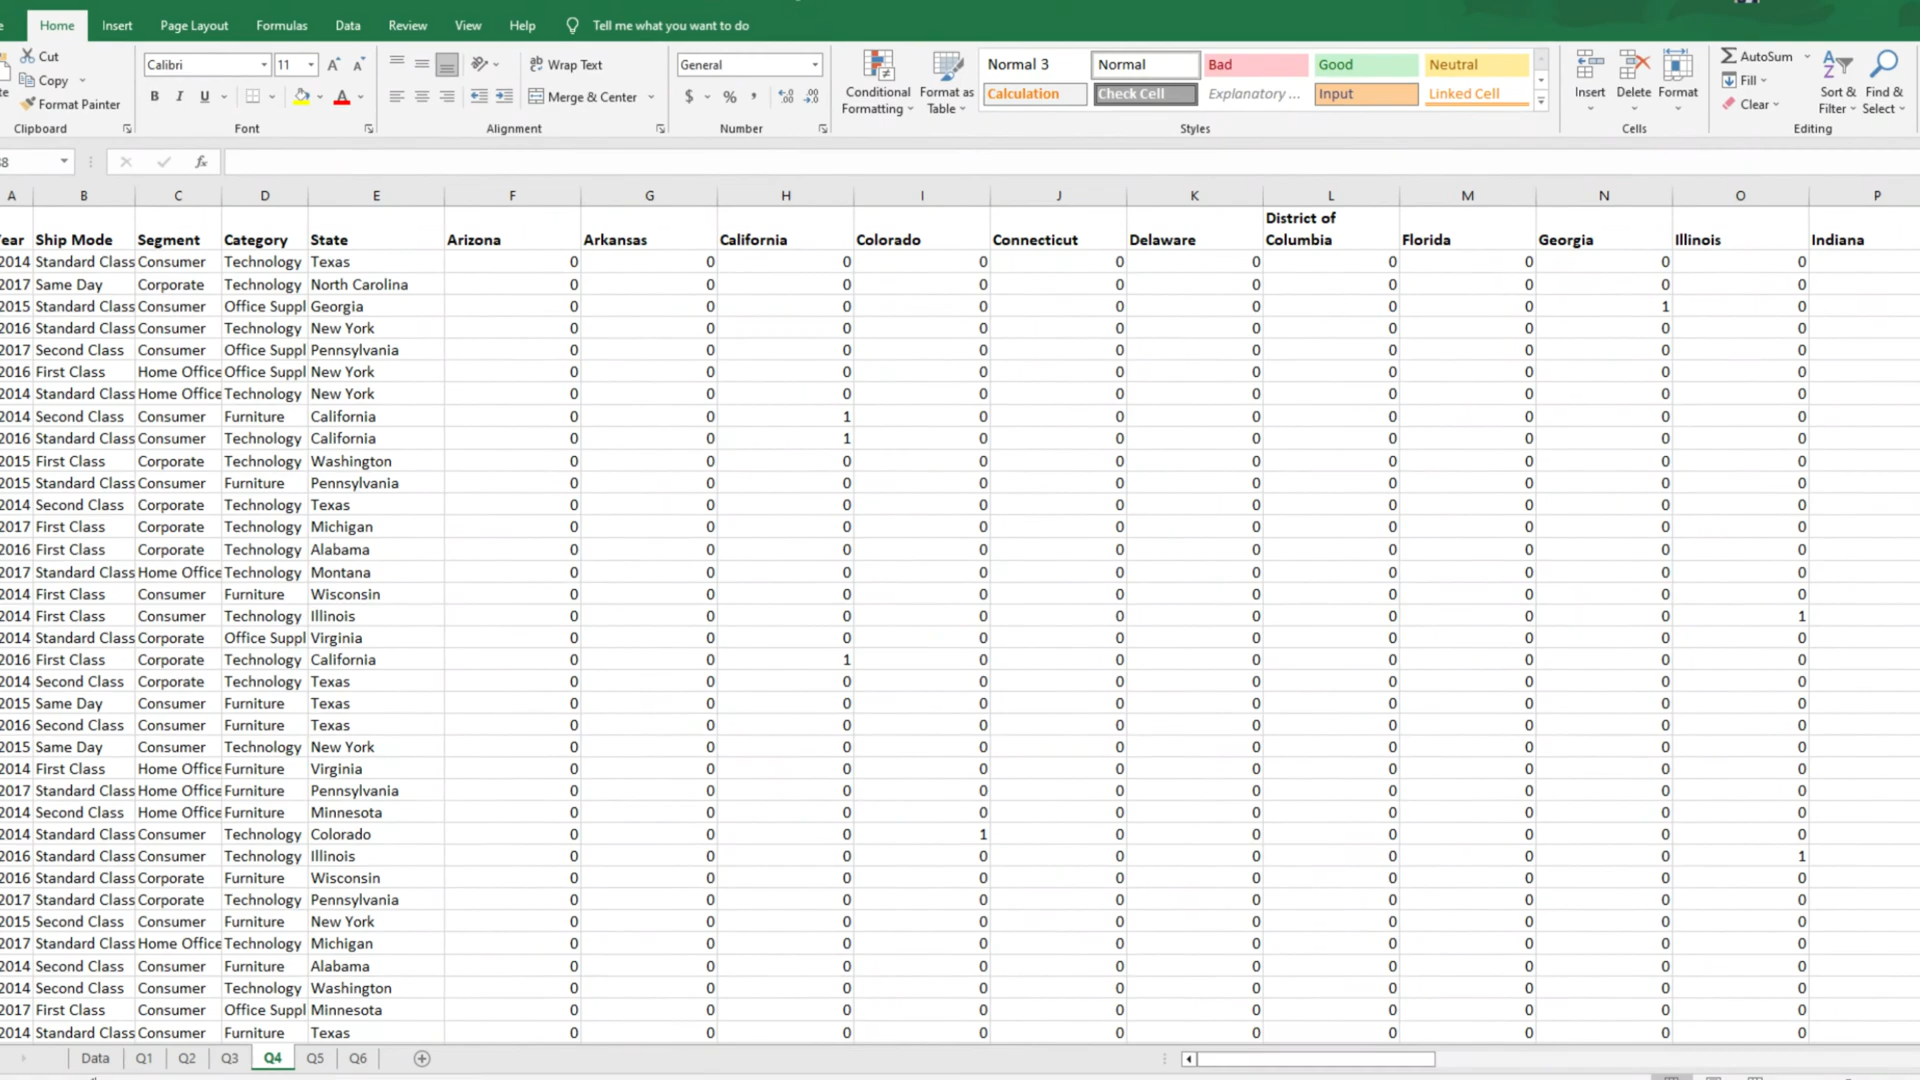 Home Insert Page Layout Formulas Data Review View Help Tell me what you want to do
Cut
Copy
Format Painter
Clipboard
Calibri 11
B I U
Font
Wrap Text
Merge & Center
Alignment
General
$ % ,
Number
Conditional Formatting
Format as Table
Normal 3 Normal Bad Good Neutral
Calculation Check Cell Explanatory ... Input Linked Cell
Styles
Insert Delete Format
Cells
AutoSum
Fill
Clear
Sort & Filter
Find & Select
Editing
fx
A B C D E F G H I J K L M N O P
Ship Mode Segment Category State Arizona Arkansas California Colorado Connecticut Delaware District of Columbia Florida Georgia Illinois Indiana
2014 Standard Class Consumer Technology Texas 0 0 0 0 0 0 0 0 0 0
2017 Same Day Corporate Technology North Carolina 0 0 0 0 0 0 0 0 0 0
2015 Standard Class Consumer Office Suppl Georgia 0 0 0 0 0 0 0 0 1 0
2016 Standard Class Consumer Technology New York 0 0 0 0 0 0 0 0 0 0
2017 Second Class Consumer Office Suppl Pennsylvania 0 0 0 0 0 0 0 0 0 0
2016 First Class Home Office Office Suppl New York 0 0 0 0 0 0 0 0 0 0
2014 Standard Class Home Office Technology New York 0 0 0 0 0 0 0 0 0 0
2014 Second Class Consumer Furniture California 0 0 1 0 0 0 0 0 0 0
2016 Standard Class Consumer Technology California 0 0 1 0 0 0 0 0 0 0
2015 First Class Corporate Technology Washington 0 0 0 0 0 0 0 0 0 0
2015 Standard Class Consumer Furniture Pennsylvania 0 0 0 0 0 0 0 0 0 0
2014 Second Class Corporate Technology Texas 0 0 0 0 0 0 0 0 0 0
2017 First Class Corporate Technology Michigan 0 0 0 0 0 0 0 0 0 0
2016 First Class Corporate Technology Alabama 0 0 0 0 0 0 0 0 0 0
2017 Standard Class Home Office Technology Montana 0 0 0 0 0 0 0 0 0 0
2014 First Class Consumer Furniture Wisconsin 0 0 0 0 0 0 0 0 0 0
2014 First Class Consumer Technology Illinois 0 0 0 0 0 0 0 0 0 1
2014 Standard Class Corporate Office Suppl Virginia 0 0 0 0 0 0 0 0 0 0
2016 First Class Corporate Technology California 0 0 1 0 0 0 0 0 0 0
2014 Second Class Corporate Technology Texas 0 0 0 0 0 0 0 0 0 0
2015 Same Day Consumer Furniture Texas 0 0 0 0 0 0 0 0 0 0
2016 Second Class Consumer Furniture Texas 0 0 0 0 0 0 0 0 0 0
2015 Same Day Consumer Technology New York 0 0 0 0 0 0 0 0 0 0
2014 First Class Home Office Furniture Virginia 0 0 0 0 0 0 0 0 0 0
2017 Standard Class Home Office Furniture Pennsylvania 0 0 0 0 0 0 0 0 0 0
2014 Second Class Home Office Furniture Minnesota 0 0 0 0 0 0 0 0 0 0
2014 Standard Class Consumer Technology Colorado 0 0 0 1 0 0 0 0 0 0
2016 Standard Class Consumer Technology Illinois 0 0 0 0 0 0 0 0 0 1
2016 Standard Class Corporate Furniture Wisconsin 0 0 0 0 0 0 0 0 0 0
2017 Standard Class Corporate Technology Pennsylvania 0 0 0 0 0 0 0 0 0 0
2015 Second Class Consumer Furniture New York 0 0 0 0 0 0 0 0 0 0
2017 Standard Class Home Office Technology Michigan 0 0 0 0 0 0 0 0 0 0
2014 Second Class Consumer Furniture Alabama 0 0 0 0 0 0 0 0 0 0
2014 Second Class Consumer Technology Washington 0 0 0 0 0 0 0 0 0 0
2017 First Class Consumer Office Suppl Minnesota 0 0 0 0 0 0 0 0 0 0
2014 Standard Class Consumer Furniture Texas 0 0 0 0 0 0 0 0 0 0
Data Q1 Q2 Q3 Q4 Q5 Q6